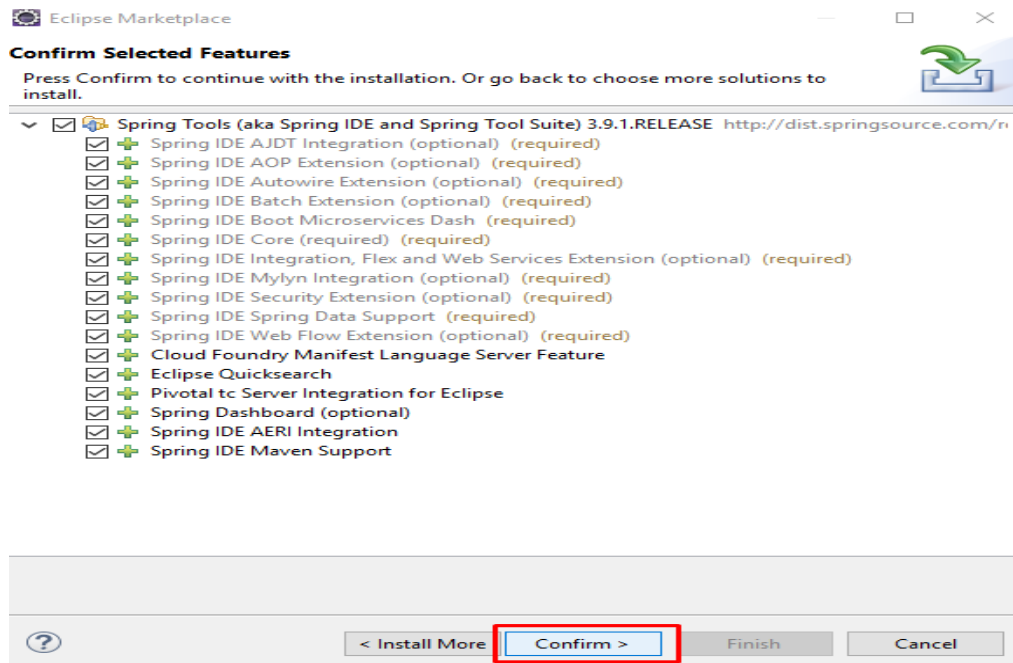 Eclipse Marketplace
Confirm Selected Features
Press Confirm to continue with the installation. Or go back to choose more solutions to
install.
Spring Tools (aka Spring IDE and Spring Tool Suite) 3.9.1.RELEASE http://dist.springsource.com/r
Spring IDE AJDT Integration (optional) (required)
Spring IDE AOP Extension (optional) (required)
Spring IDE Autowire Extension (optional) (required)
Spring IDE Batch Extension (optional) (required)
Spring IDE Boot Microservices Dash (required)
Spring IDE Core (required) (required)
Spring IDE Integration, Flex and Web Services Extension (optional) (required)
Spring IDE Mylyn Integration (optional) (required)
Spring IDE Security Extension (optional) (required)
Spring IDE Spring Data Support (required)
Spring IDE Web Flow Extension (optional) (required)
Cloud Foundry Manifest Language Server Feature
Eclipse Quicksearch
Pivotal tc Server Integration for Eclipse
Spring Dashboard (optional)
Spring IDE AERI Integration
Spring IDE Maven Support
? < Install More Confirm > Finish Cancel